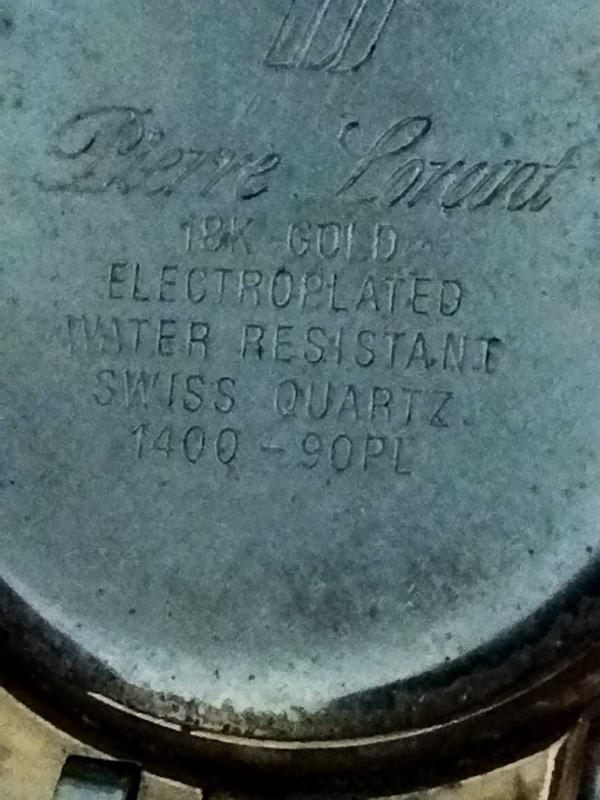 Pierre Lorant
18K GOLD
ELECTROPLATED
WATER RESISTANT
SWISS QUARTZ
1400-90PL